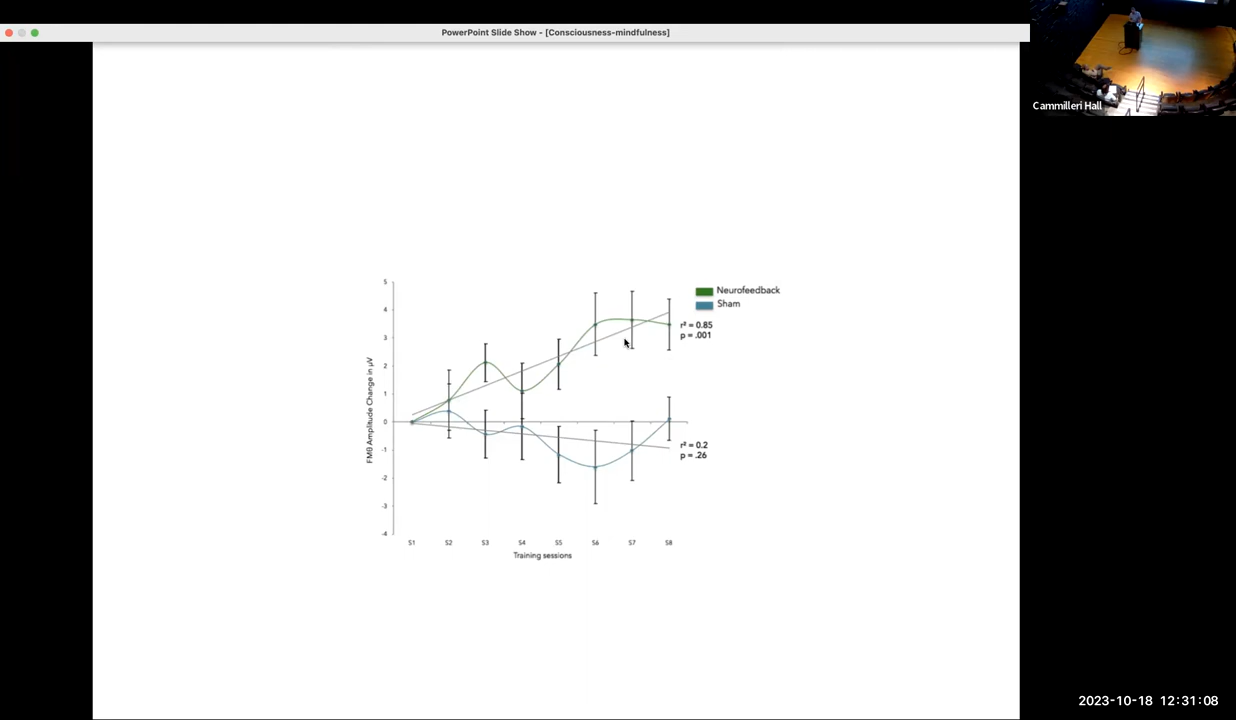 PowerPoint Slide Show - [Consciousness-mindfulness]
Cammilleri Hall
Neurofeedback
Sham
r² = 0.85
p = .001
r² = 0.2
p = .26
FMθ Amplitude Change in μV
5
4
3
2
1
0
-1
-2
-3
-4
S1 S2 S3 S4 S5 S6 S7 S8
Training sessions
2023-10-18 12:31:08